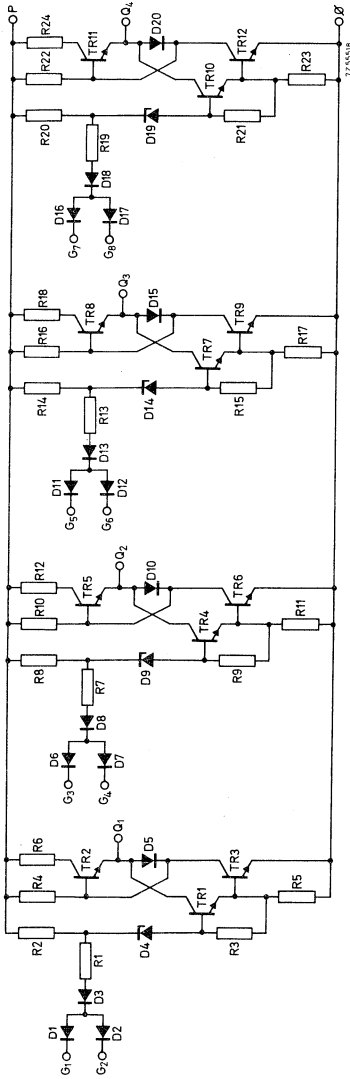 P
R2
R4
R6
TR2
Q1
D1
G1
D2
G2
D3
R1
D4
D5
TR1
TR3
R3
R5
R8
R10
R12
TR5
Q2
D6
G3
D7
G4
D8
R7
D9
D10
TR4
TR6
R9
R11
R14
R16
R18
TR8
Q3
D11
G5
D12
G6
D13
R13
D14
D15
TR7
TR9
R15
R17
R20
R22
R24
TR11
Q4
D16
G7
D17
G8
D18
R19
D19
D20
TR10
TR12
R21
R23
Ø
7Z55518